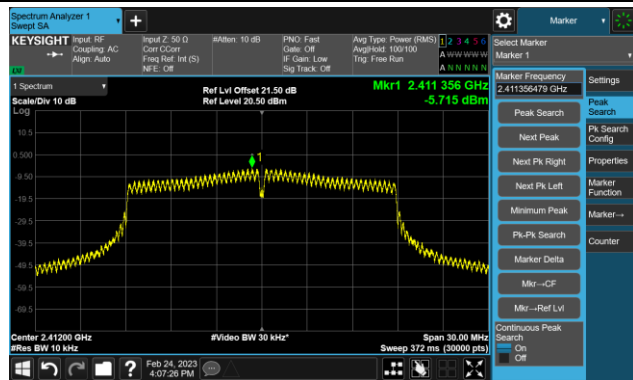 Spectrum Analyzer 1
Swept SA
Marker
KEYSIGHT
Input: RF
Coupling: AC
Align: Auto
Input Z: 50 Ω
Corr CCorr
Freq Ref: Int (S)
NFE: Off
#Atten: 10 dB
PNO: Fast
Gate: Off
IF Gain: Low
Sig Track: Off
Avg Type: Power (RMS)
Avg|Hold: 100/100
Trig: Free Run
1 2 3 4 5 6
A W W W W W
A N N N N N
LVI
Select Marker
Marker 1
1 Spectrum
Scale/Div 10 dB
Log
Ref Lvl Offset 21.50 dB
Ref Level 20.50 dBm
Mkr1 2.411 356 GHz
-5.715 dBm
10.5
0.500
-9.50
-19.5
-29.5
-39.5
-49.5
-59.5
-69.5
1
Center 2.41200 GHz
#Res BW 10 kHz
#Video BW 30 kHz*
Span 30.00 MHz
Sweep 372 ms (30000 pts)
Marker Frequency
2.411356479 GHz
Peak Search
Next Peak
Next Pk Right
Next Pk Left
Minimum Peak
Pk-Pk Search
Marker Delta
Mkr→CF
Mkr→Ref Lvl
Continuous Peak
Search
On
Off
Settings
Peak
Search
Pk Search
Config
Properties
Marker
Function
Marker→
Counter
?
Feb 24, 2023
4:07:26 PM